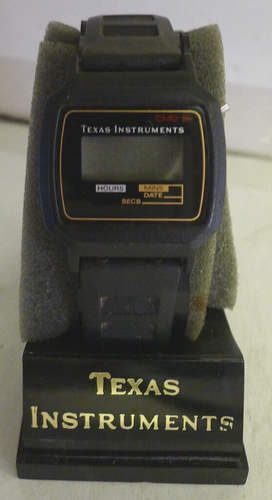 CMD
TEXAS INSTRUMENTS
HOURS MINS
DATE
SECS
TEXAS
INSTRUMENTS